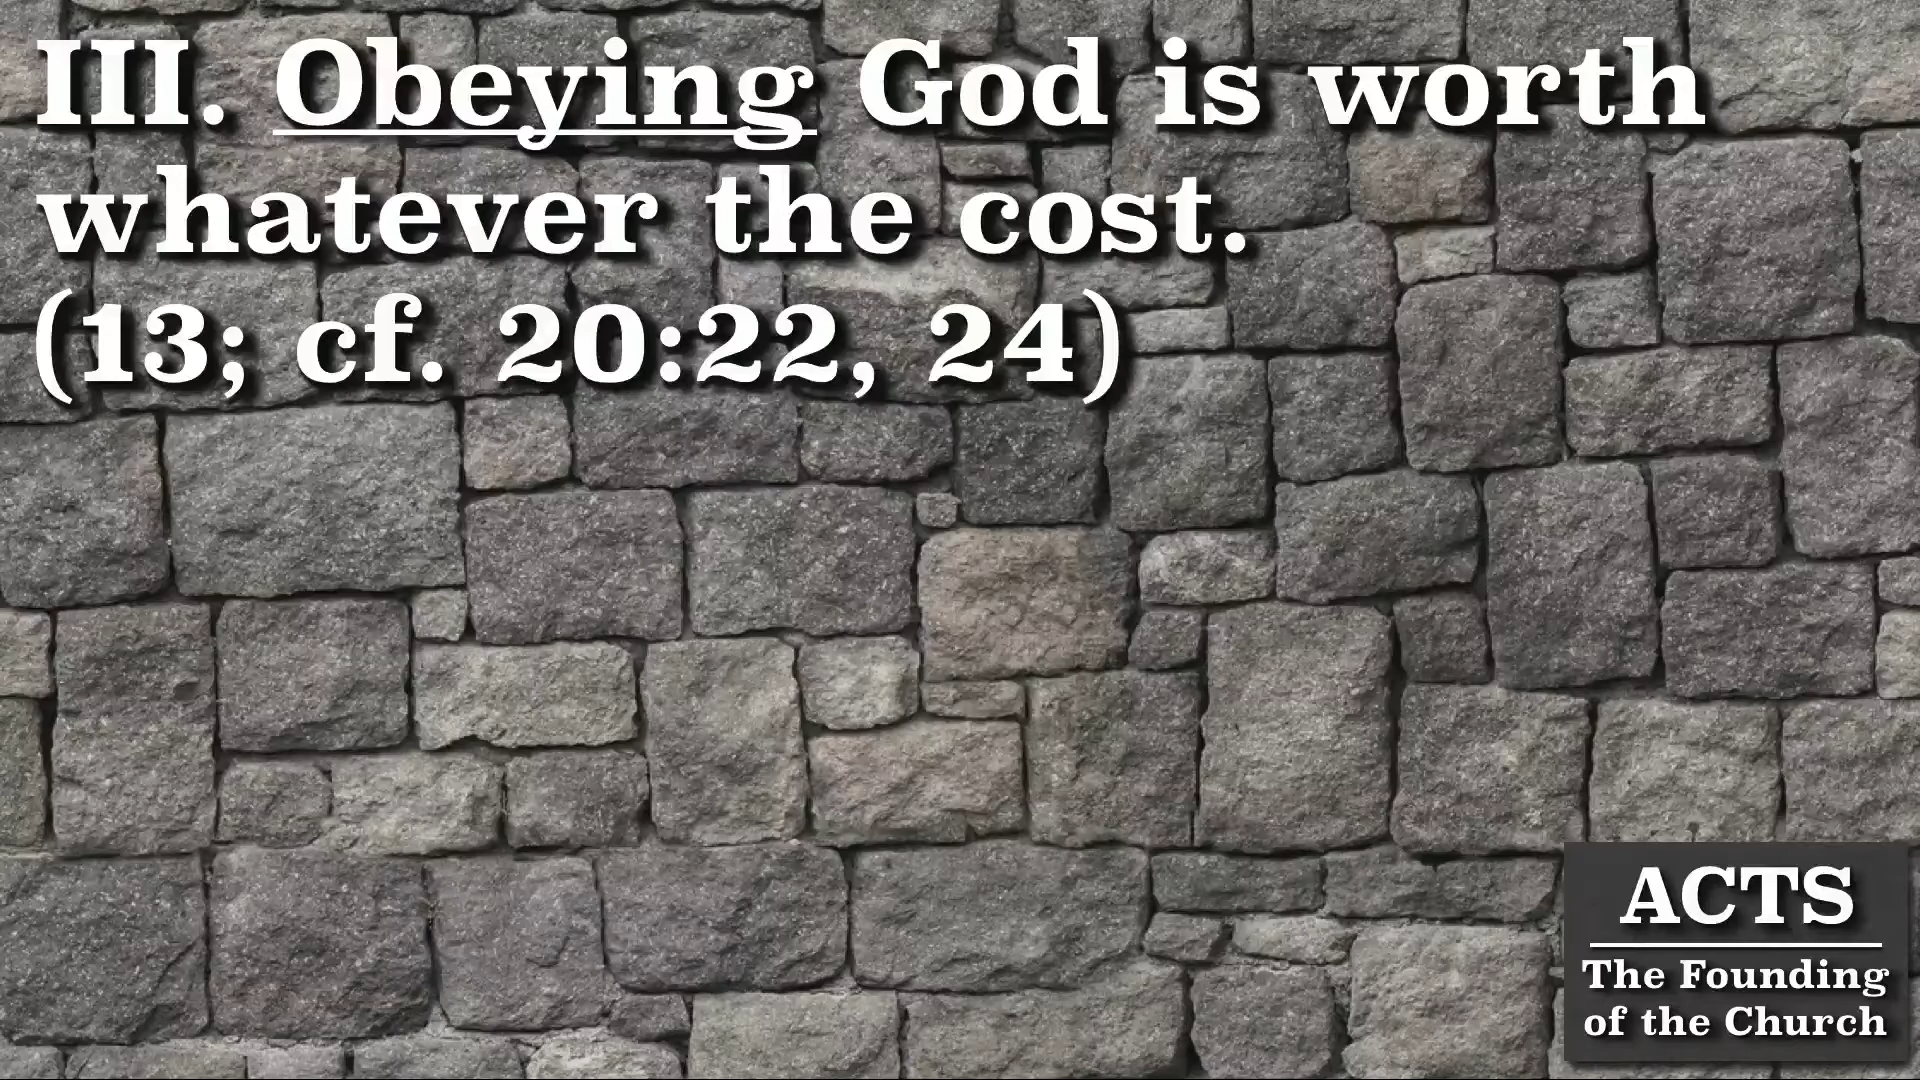 III. Obeying God is worth
whatever the cost.
(13; cf. 20:22, 24)
ACTS
The Founding
of the Church